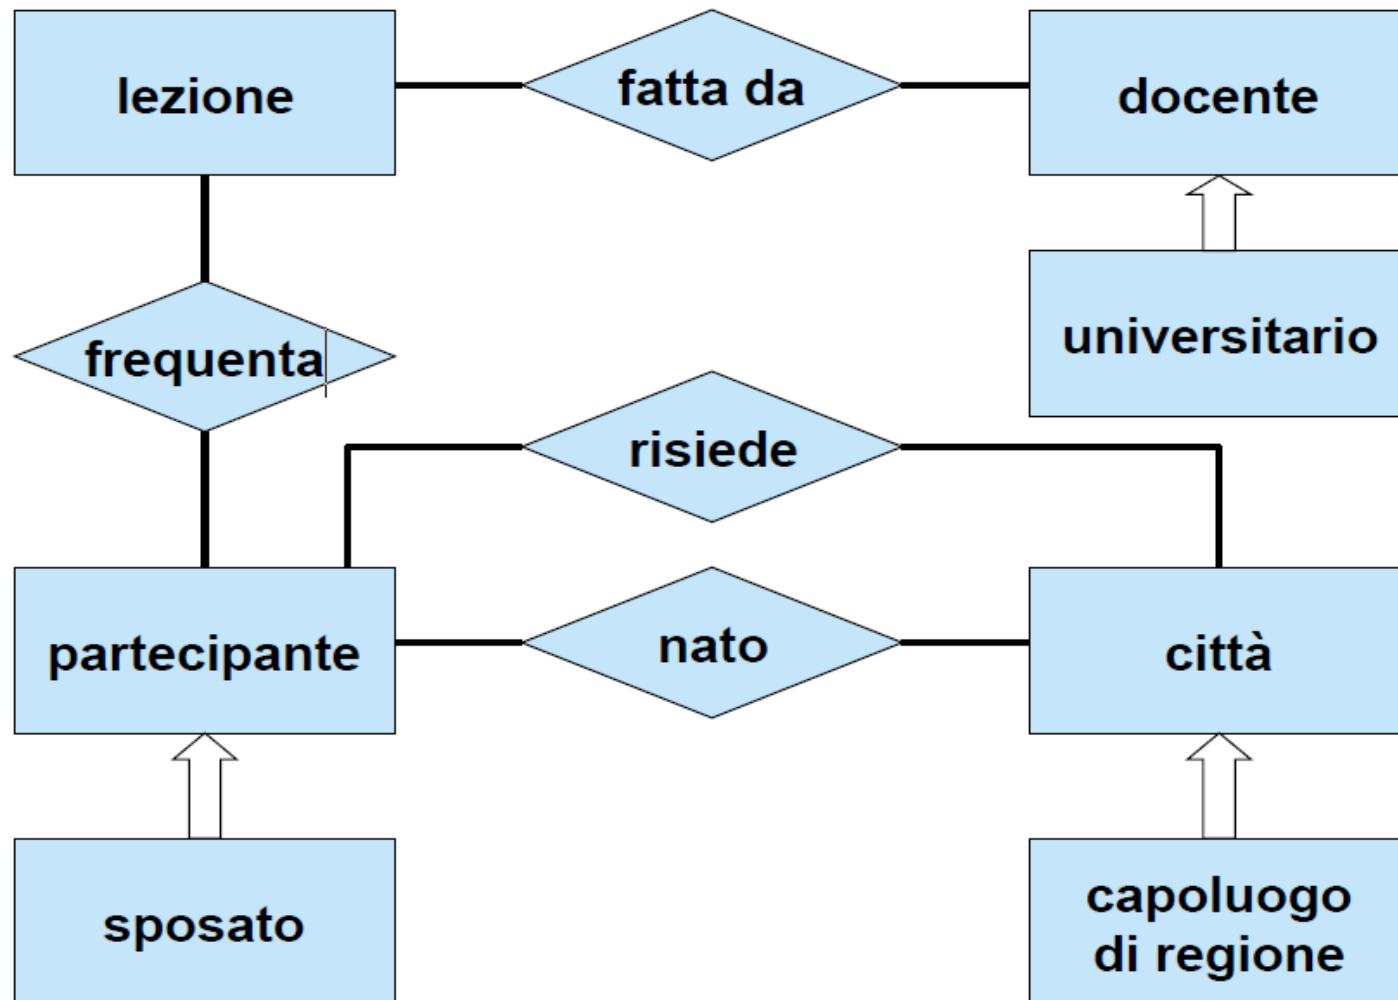 lezione
fatta da
docente
universitario
frequenta
risiede
partecipante
nato
città
sposato
capoluogo
di regione